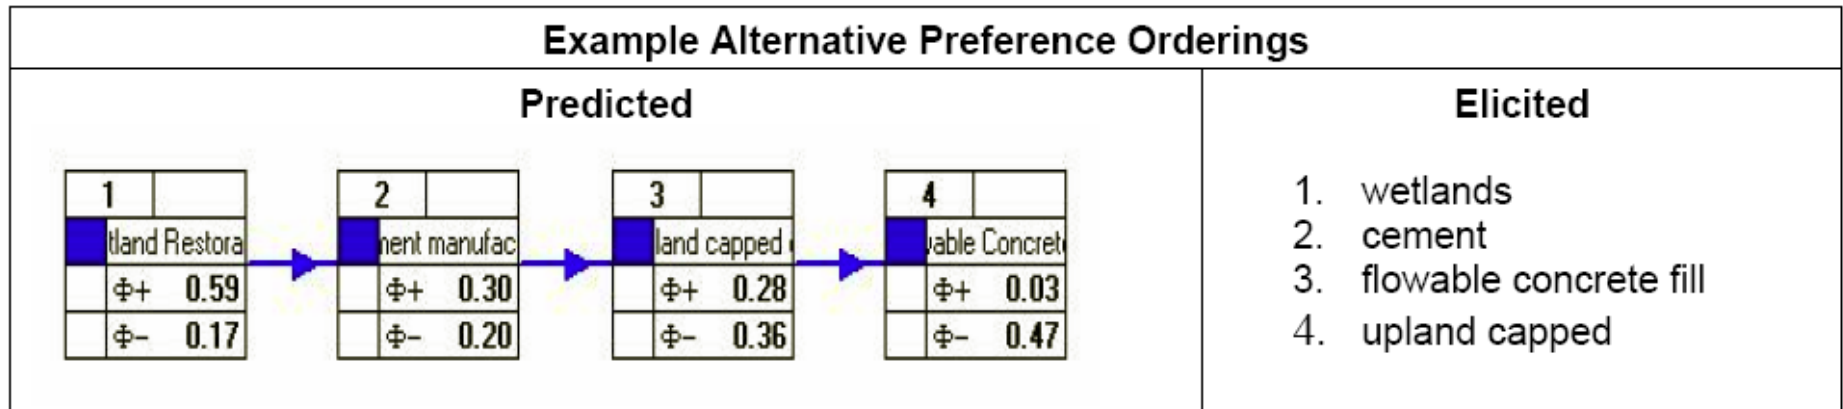 Example Alternative Preference Orderings
Predicted
1
tland Restora
Φ+ 0.59
Φ- 0.17
2
nent manufac
Φ+ 0.30
Φ- 0.20
3
land capped
Φ+ 0.28
Φ- 0.36
4
vable Concret
Φ+ 0.03
Φ- 0.47
Elicited
1. wetlands
2. cement
3. flowable concrete fill
4. upland capped